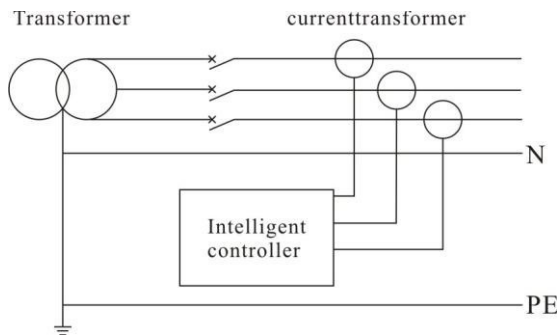 Transformer
currenttransformer
N
Intelligent
controller
PE